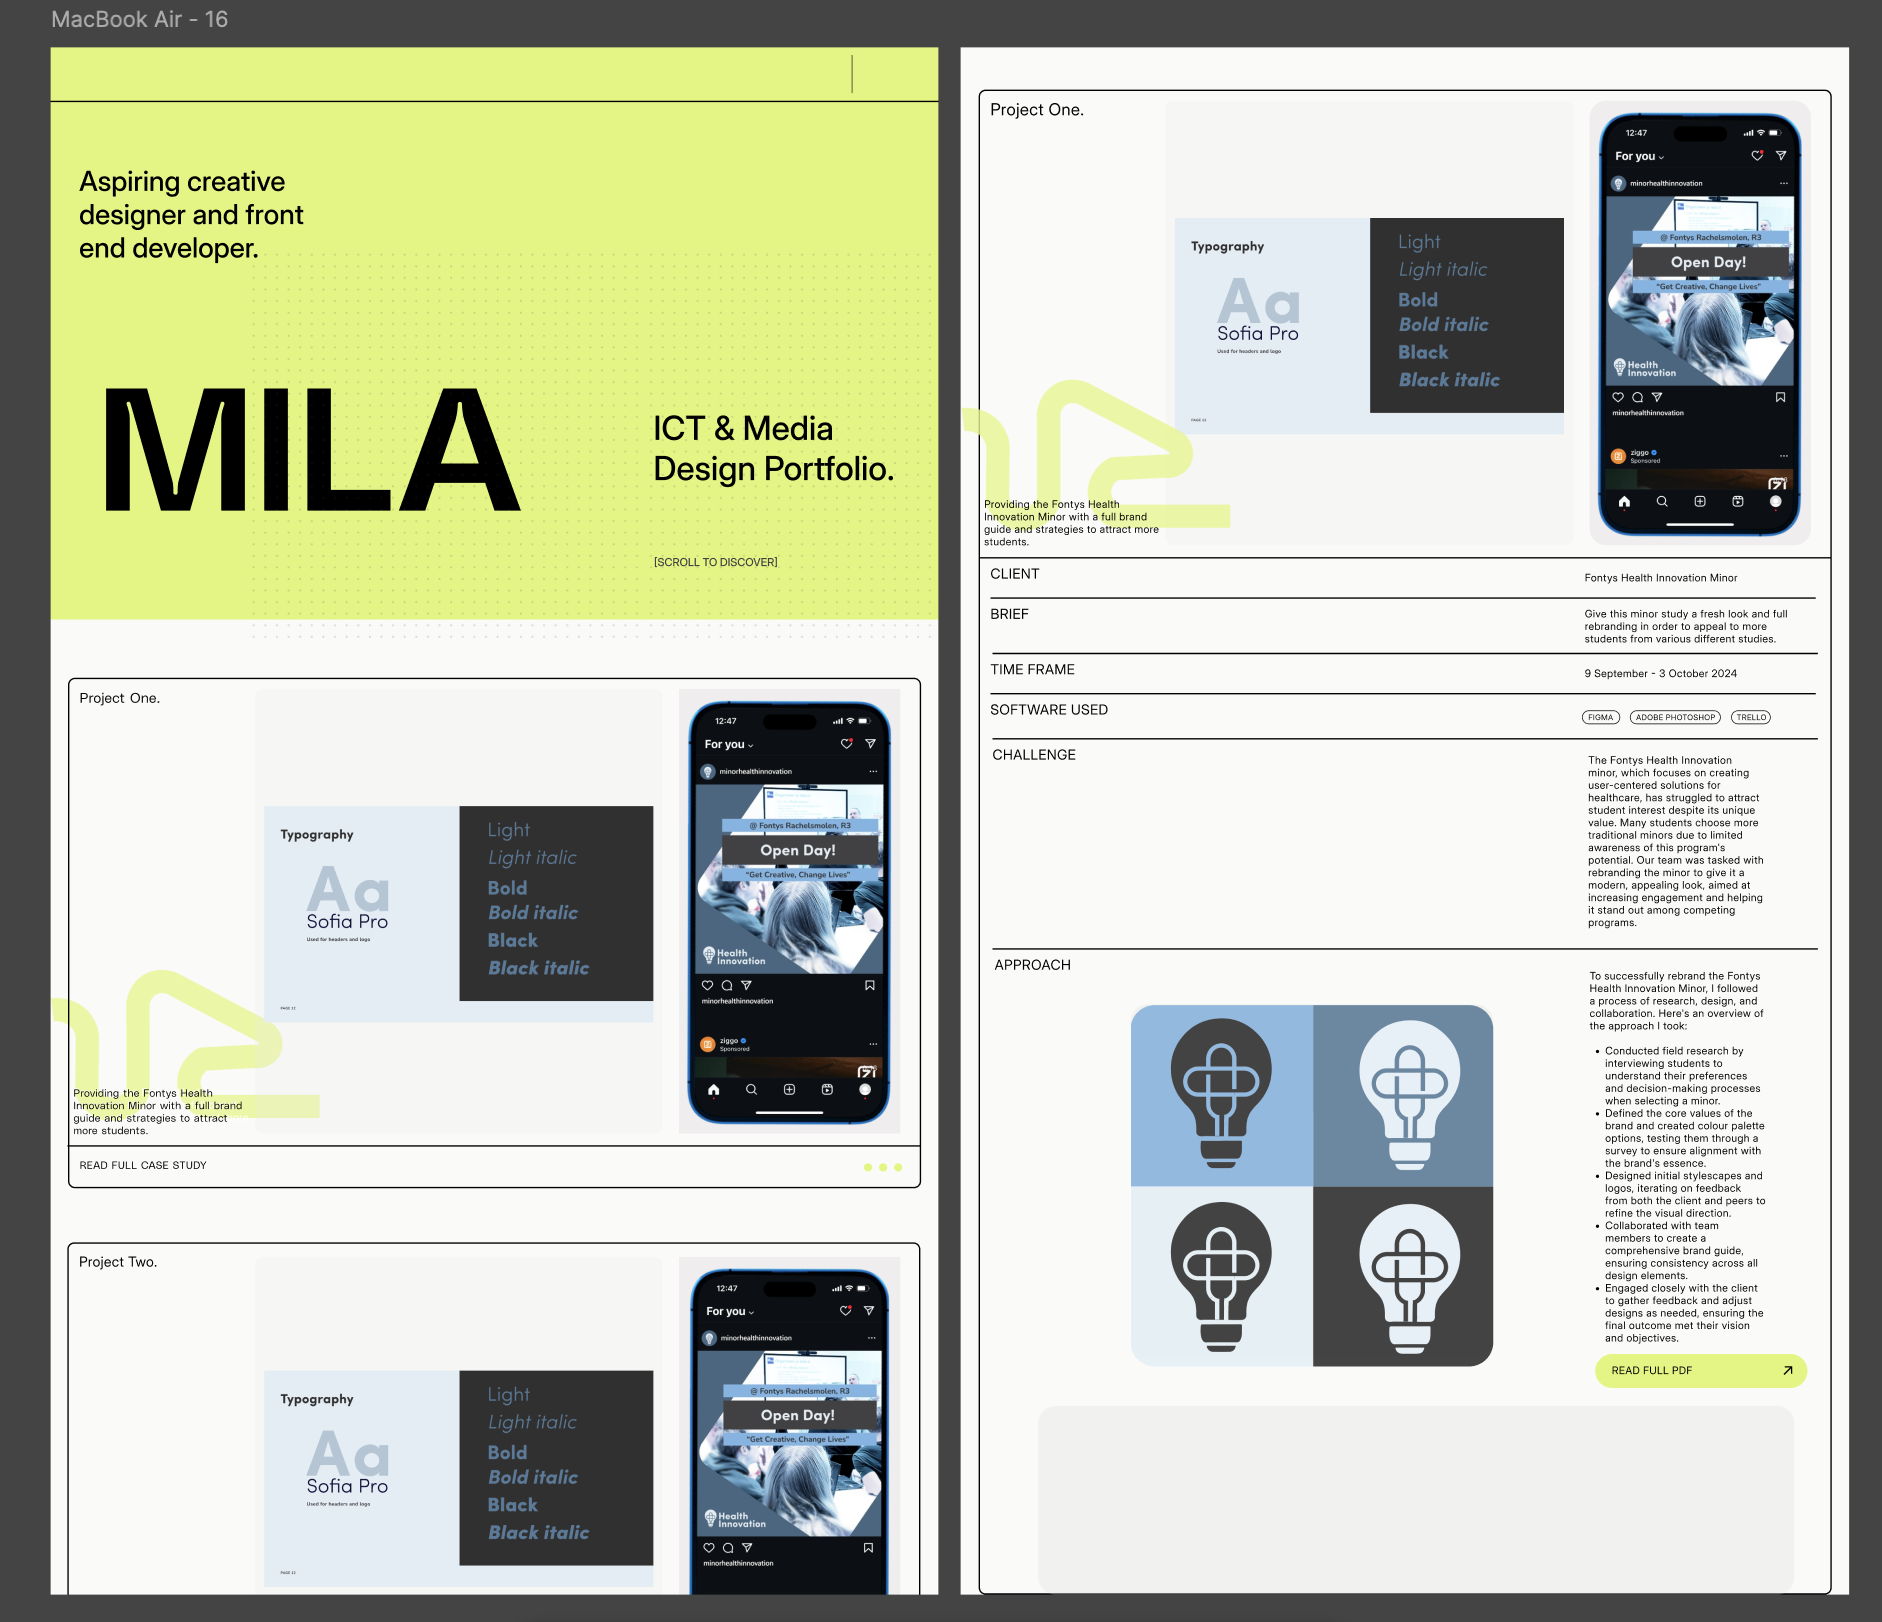 MacBook Air - 16
Aspiring creative
designer and front
end developer.
MILA
ICT & Media
Design Portfolio.
[SCROLL TO DISCOVER]
Project One.
Typography
Aa
Sofia Pro
Used for headers and logo
PAGE 12
Light
Light italic
Bold
Bold italic
Black
Black italic
12:47
For you
minorhealthinnovation
@ Fontys Rachelsmolen, R3
Open Day!
"Get Creative, Change Lives"
Health
Innovation
minorhealthinnovation
ziggo
Sponsored
Providing the Fontys Health
Innovation Minor with a full brand
guide and strategies to attract
more students.
READ FULL CASE STUDY
Project Two.
Typography
Aa
Sofia Pro
Used for headers and logo
PAGE 12
Light
Light italic
Bold
Bold italic
Black
Black italic
12:47
For you
minorhealthinnovation
@ Fontys Rachelsmolen, R3
Open Day!
"Get Creative, Change Lives"
Health
Innovation
minorhealthinnovation
Project One.
Typography
Aa
Sofia Pro
Used for headers and logo
PAGE 12
Light
Light italic
Bold
Bold italic
Black
Black italic
12:47
For you
minorhealthinnovation
@ Fontys Rachelsmolen, R3
Open Day!
"Get Creative, Change Lives"
Health
Innovation
minorhealthinnovation
ziggo
Sponsored
Providing the Fontys Health
Innovation Minor with a full brand
guide and strategies to attract more
students.
CLIENT
Fontys Health Innovation Minor
BRIEF
Give this minor study a fresh look and full
rebranding in order to appeal to more
students from various different studies.
TIME FRAME
9 September - 3 October 2024
SOFTWARE USED
FIGMA
ADOBE PHOTOSHOP
TRELLO
CHALLENGE
The Fontys Health Innovation
minor, which focuses on creating
user-centered solutions for
healthcare, has struggled to attract
student interest despite its unique
value. Many students choose more
traditional minors due to limited
awareness of this program's
potential. Our team was tasked with
rebranding the minor to give it a
modern, appealing look, aimed at
increasing engagement and helping
it stand out among competing
programs.
APPROACH
To successfully rebrand the Fontys
Health Innovation Minor, I followed
a process of research, design, and
collaboration. Here's an overview of
the approach I took:
• Conducted field research by
interviewing students to
understand their preferences
and decision-making processes
when selecting a minor.
• Defined the core values of the
brand and created colour palette
options, testing them through a
survey to ensure alignment with
the brand's essence.
• Designed initial stylescapes and
logos, iterating on feedback
from both the client and peers to
refine the visual direction.
• Collaborated with team
members to create a
comprehensive brand guide,
ensuring consistency across all
design elements.
• Engaged closely with the client
to gather feedback and adjust
designs as needed, ensuring the
final outcome met their vision
and objectives.
READ FULL PDF